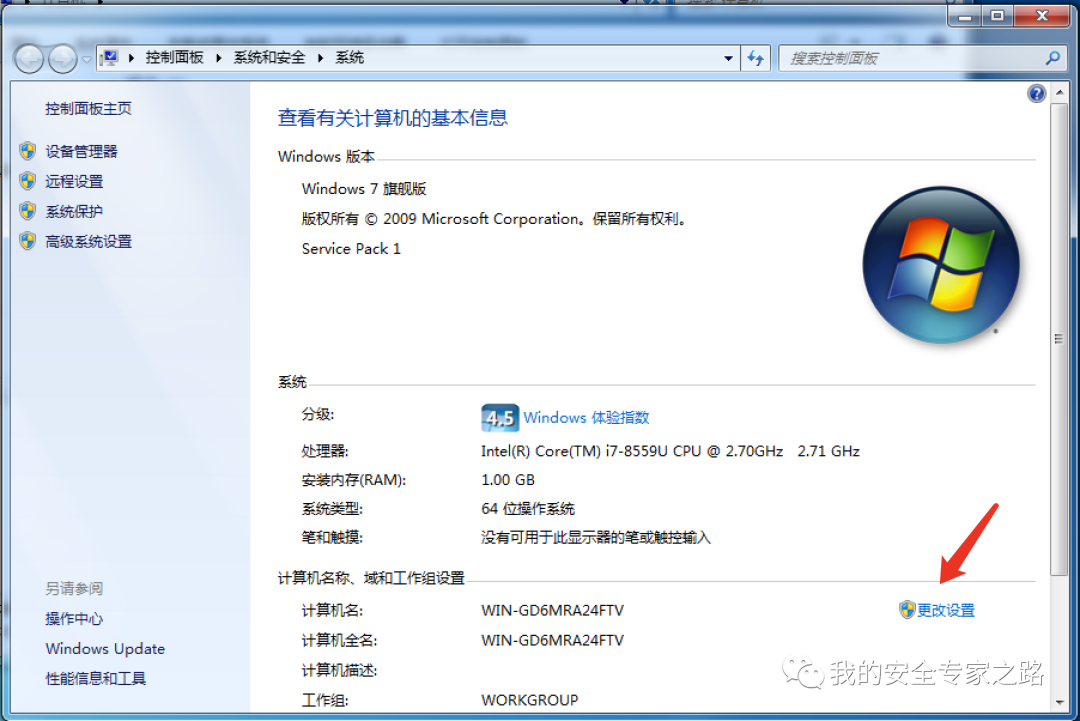 控制面板 ▸ 系统和安全 ▸ 系统
搜索控制面板
控制面板主页
设备管理器
远程设置
系统保护
高级系统设置
另请参阅
操作中心
Windows Update
性能信息和工具
查看有关计算机的基本信息
Windows 版本
Windows 7 旗舰版
版权所有 © 2009 Microsoft Corporation。保留所有权利。
Service Pack 1
系统
分级: 4.5 Windows 体验指数
处理器: Intel(R) Core(TM) i7-8559U CPU @ 2.70GHz 2.71 GHz
安装内存(RAM): 1.00 GB
系统类型: 64 位操作系统
笔和触摸: 没有可用于此显示器的笔或触控输入
计算机名称、域和工作组设置
计算机名: WIN-GD6MRA24FTV 更改设置
计算机全名: WIN-GD6MRA24FTV
计算机描述:
工作组: WORKGROUP
我的安全专家之路